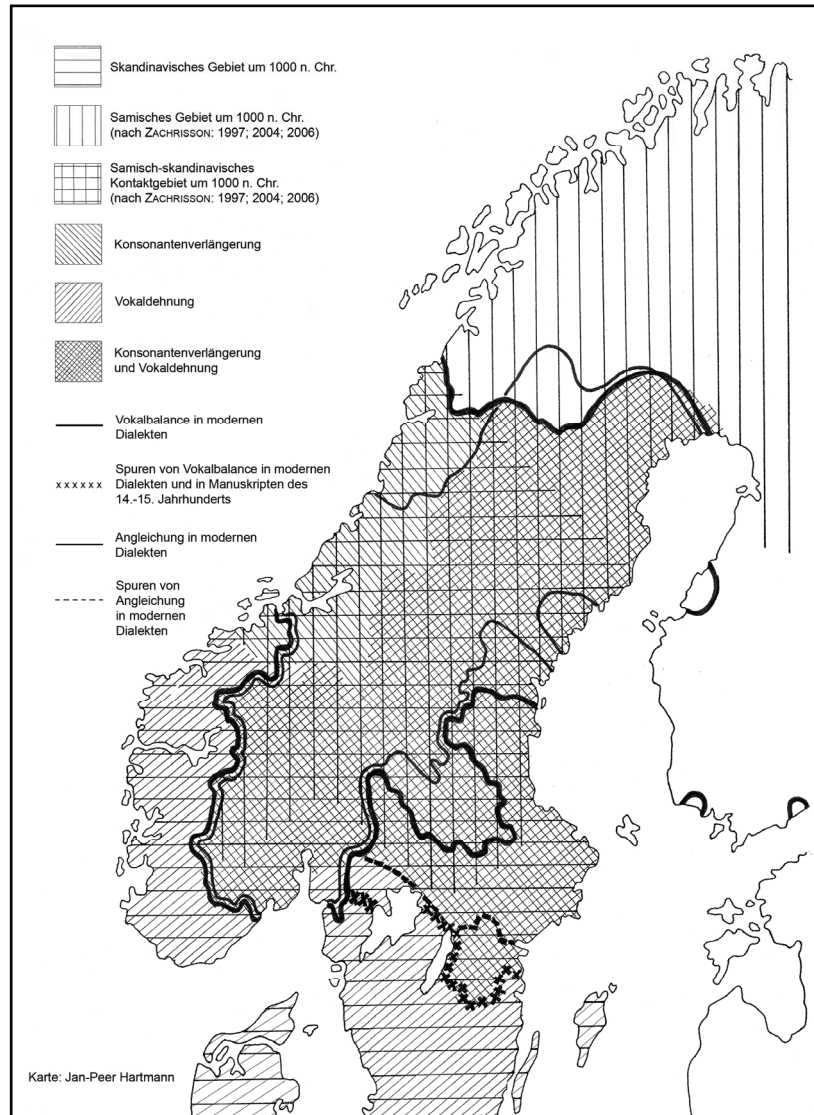 Skandinavisches Gebiet um 1000 n. Chr.
Samisches Gebiet um 1000 n. Chr.
(nach ZACHRISSON: 1997; 2004; 2006)
Samisch-skandinavisches
Kontaktgebiet um 1000 n. Chr.
(nach ZACHRISSON: 1997; 2004; 2006)
Konsonantenverlängerung
Vokaldehnung
Konsonantenverlängerung
und Vokaldehnung
Vokalbalance in modernen
Dialekten
Spuren von Vokalbalance in modernen
Dialekten und in Manuskripten des
14.-15. Jahrhunderts
Angleichung in modernen
Dialekten
Spuren von
Angleichung
in modernen
Dialekten
Karte: Jan-Peer Hartmann